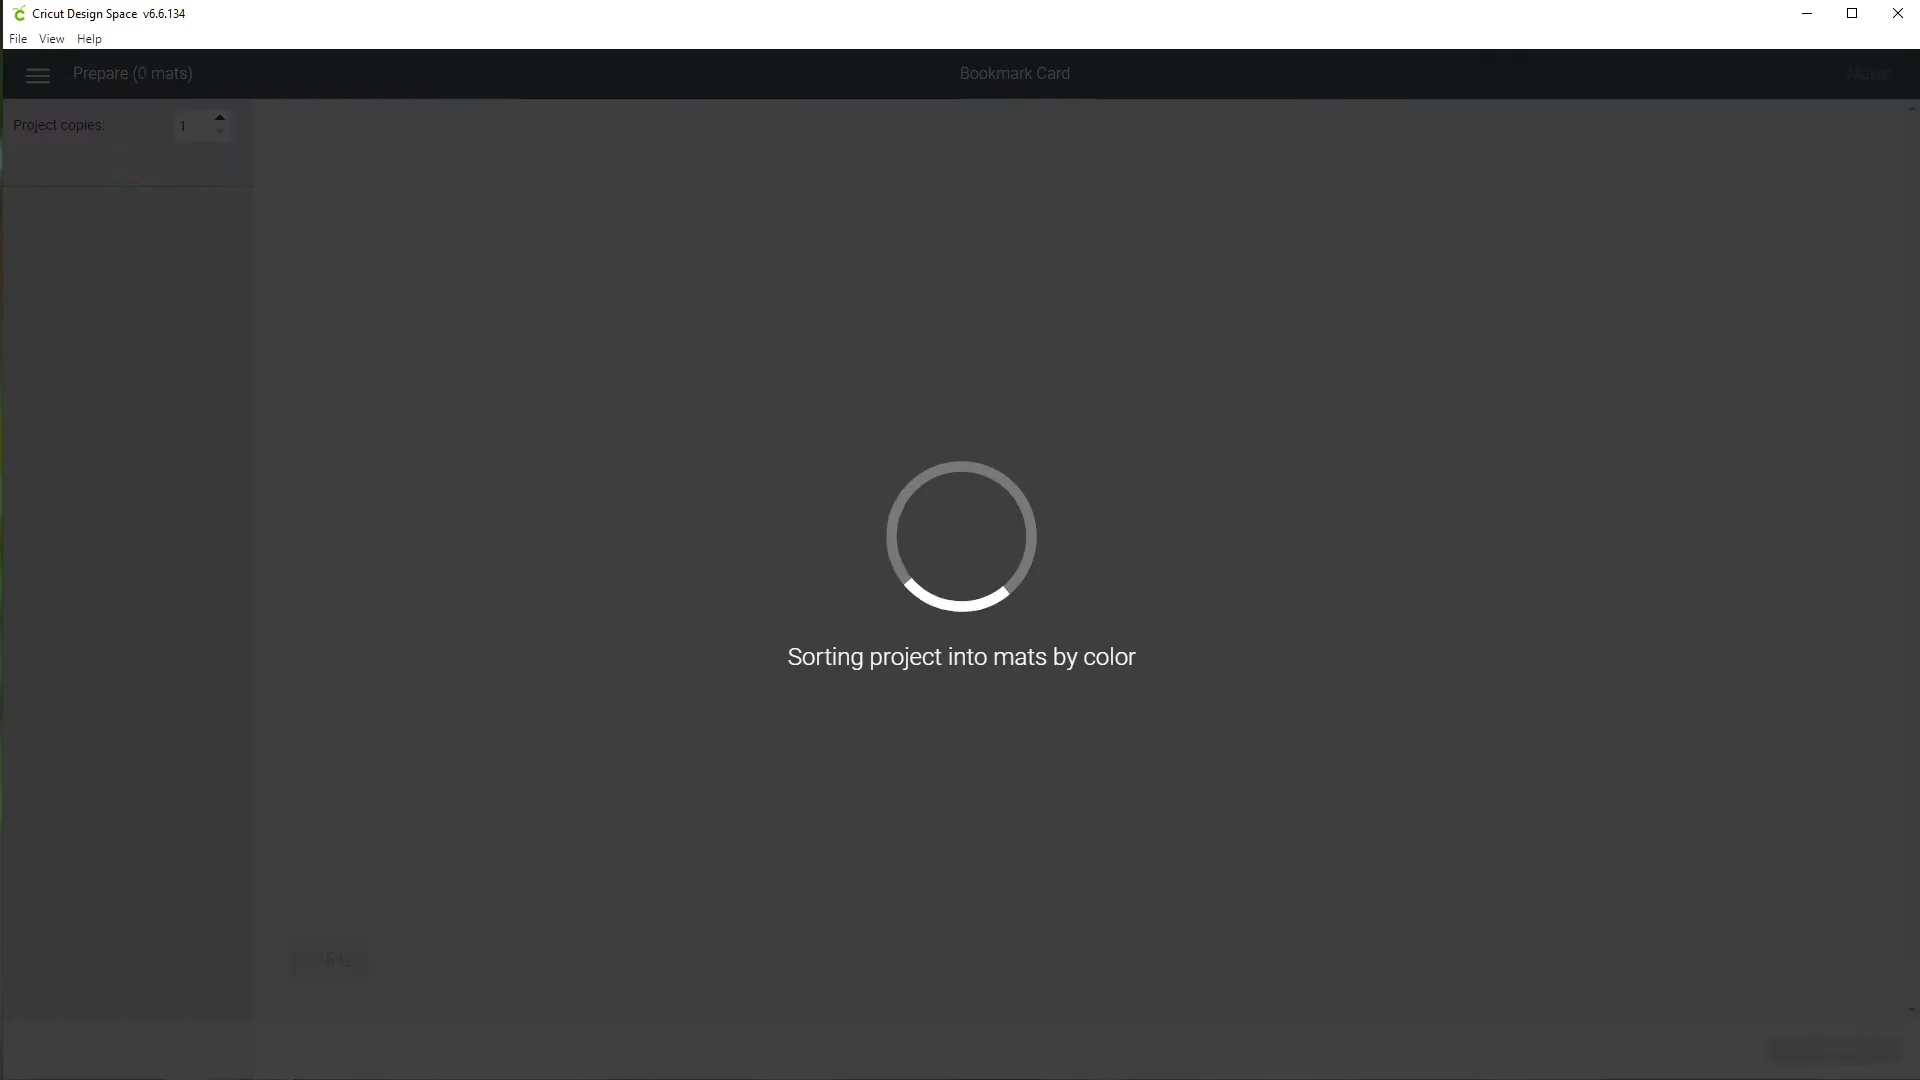 Cricut Design Space v6.6.134
File View Help
Prepare (0 mats) Bookmark Card Maker
Project copies: 1
Sorting project into mats by color